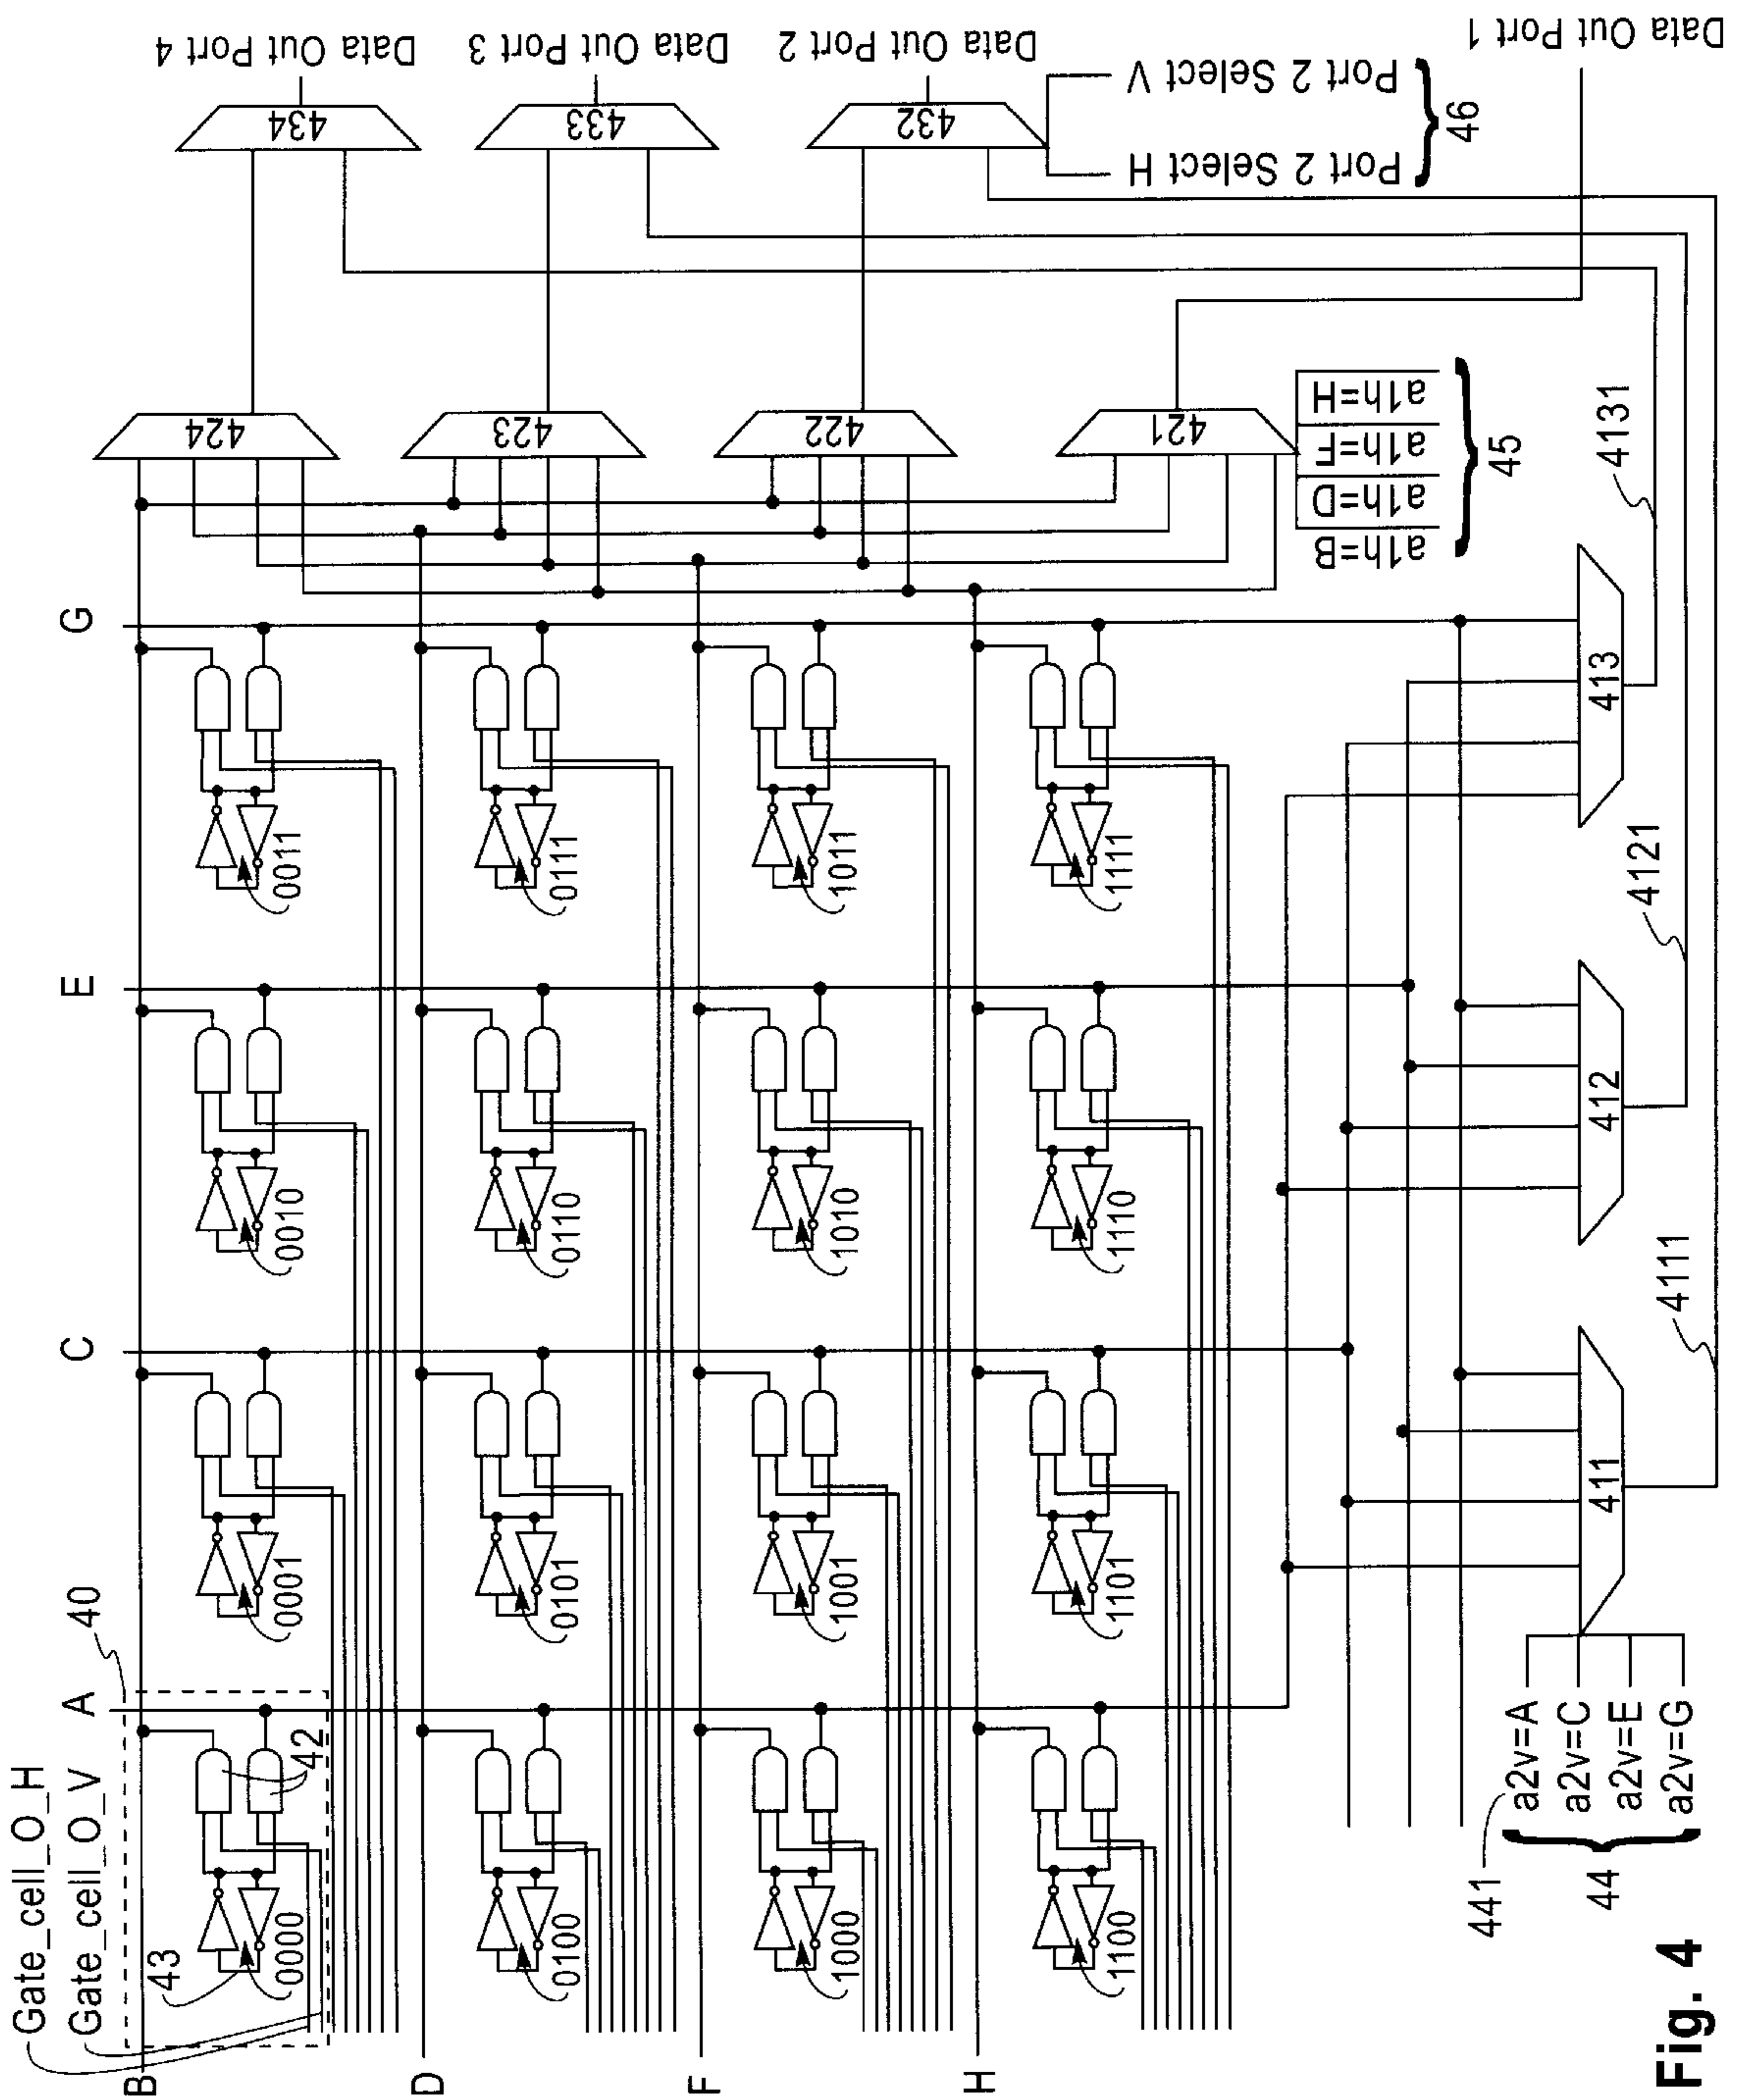 Gate_cell_O_H
Gate_cell_O_V
43
40
42
A
C
E
G
B
D
F
H
0000
0001
0010
0011
0100
0101
0110
0111
1000
1001
1010
1011
1100
1101
1110
1111
424
423
422
421
434
433
432
Data Out Port 4
Data Out Port 3
Data Out Port 2
Data Out Port 1
Port 2 Select V
Port 2 Select H
46
a1h=H
a1h=F
a1h=D
a1h=B
45
411
412
413
4111
4121
4131
441
a2v=A
a2v=C
a2v=E
a2v=G
44
Fig. 4